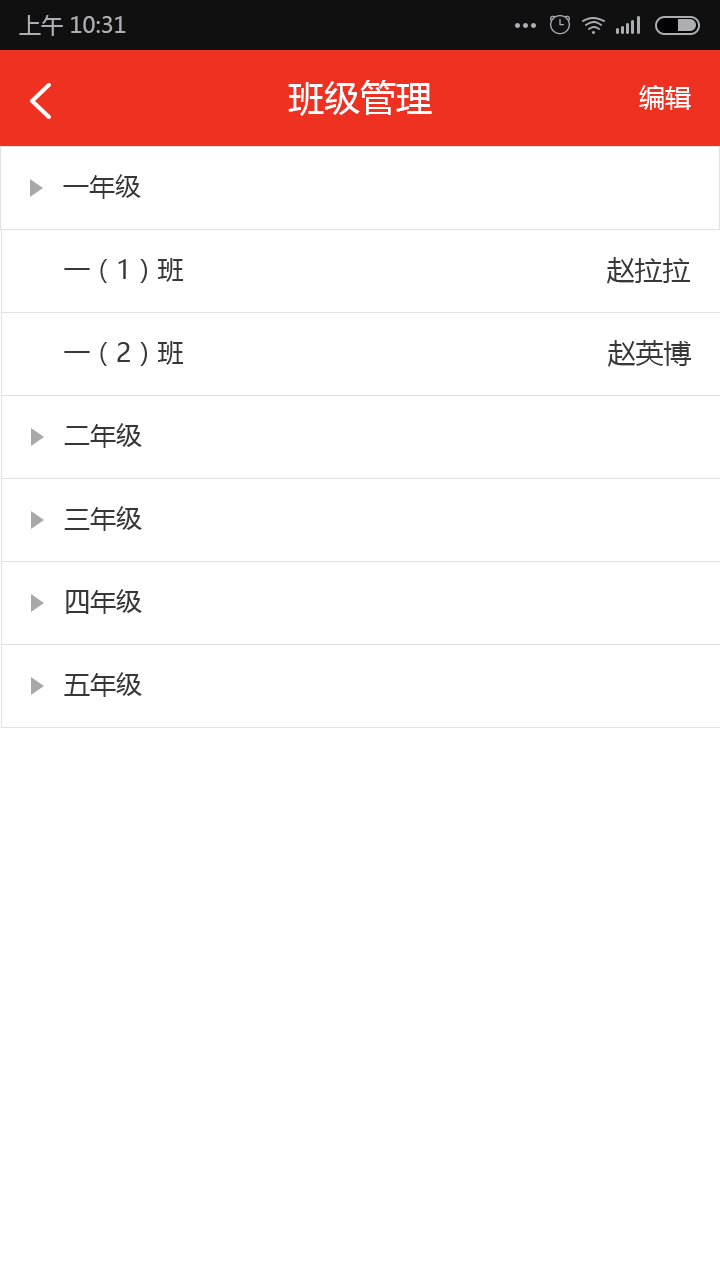 上午 10:31
班级管理 编辑
一年级
一（1）班 赵拉拉
一（2）班 赵英博
二年级
三年级
四年级
五年级